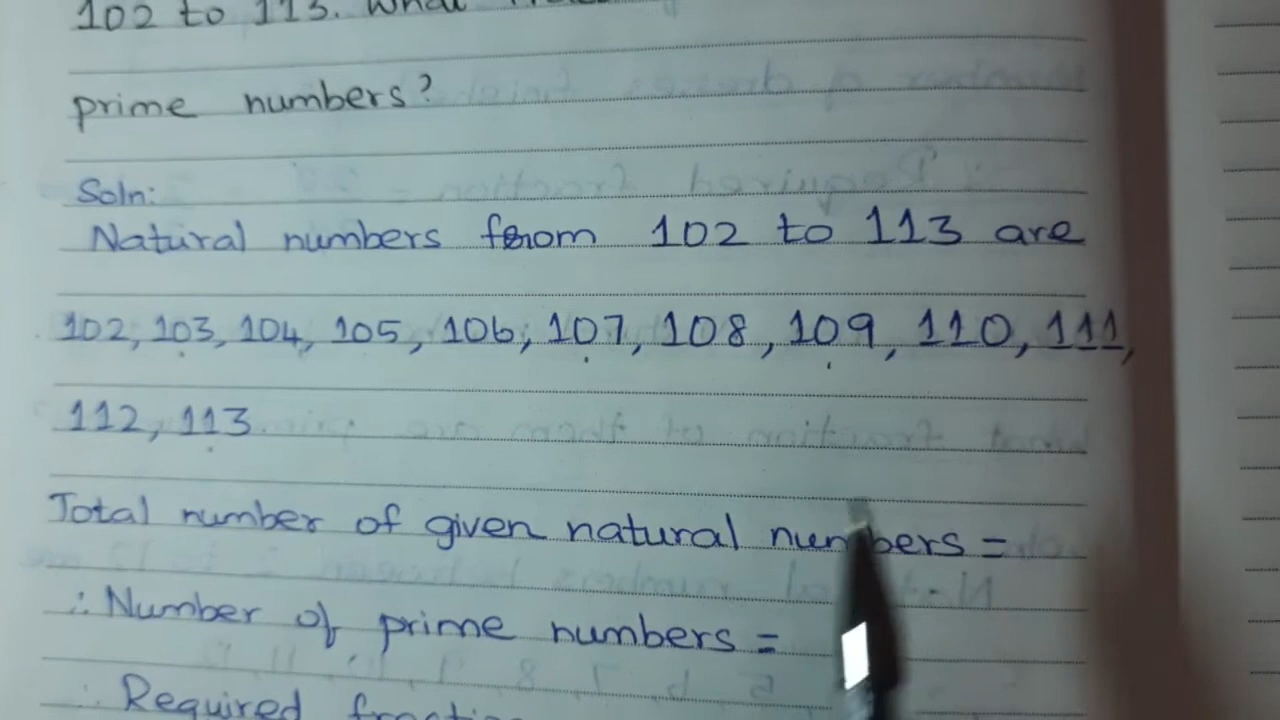 102 to 113. What
prime numbers?
Soln:
Natural numbers from 102 to 113 are
102, 103, 104, 105, 106, 107, 108, 109, 110, 111,
112, 113
Total number of given natural numbers =
∴ Number of prime numbers =
∴ Required